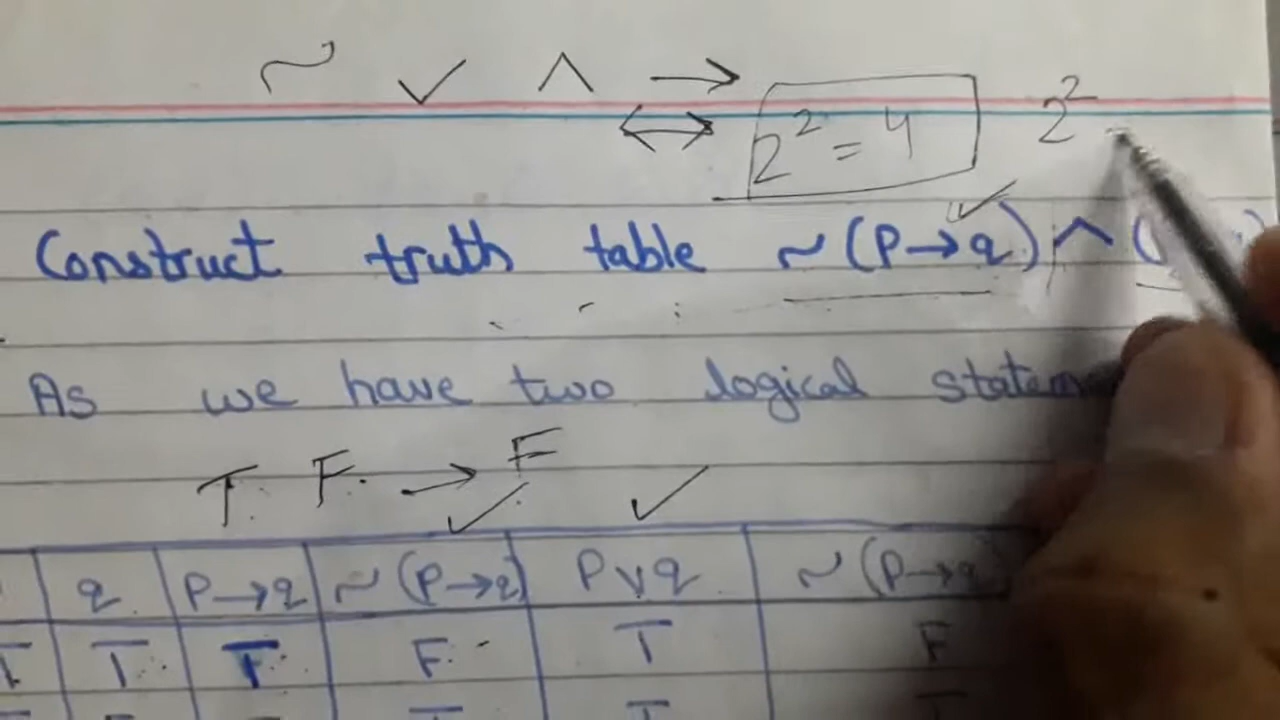 ~ ∨ ∧ →
↔ 2² = 4 2²
Construct truth table ~(P→q) ∧ (
As we have two logical
T F → F
q P→q ~(P→q) P∨q ~(P→q)
T T T F T F
T T T